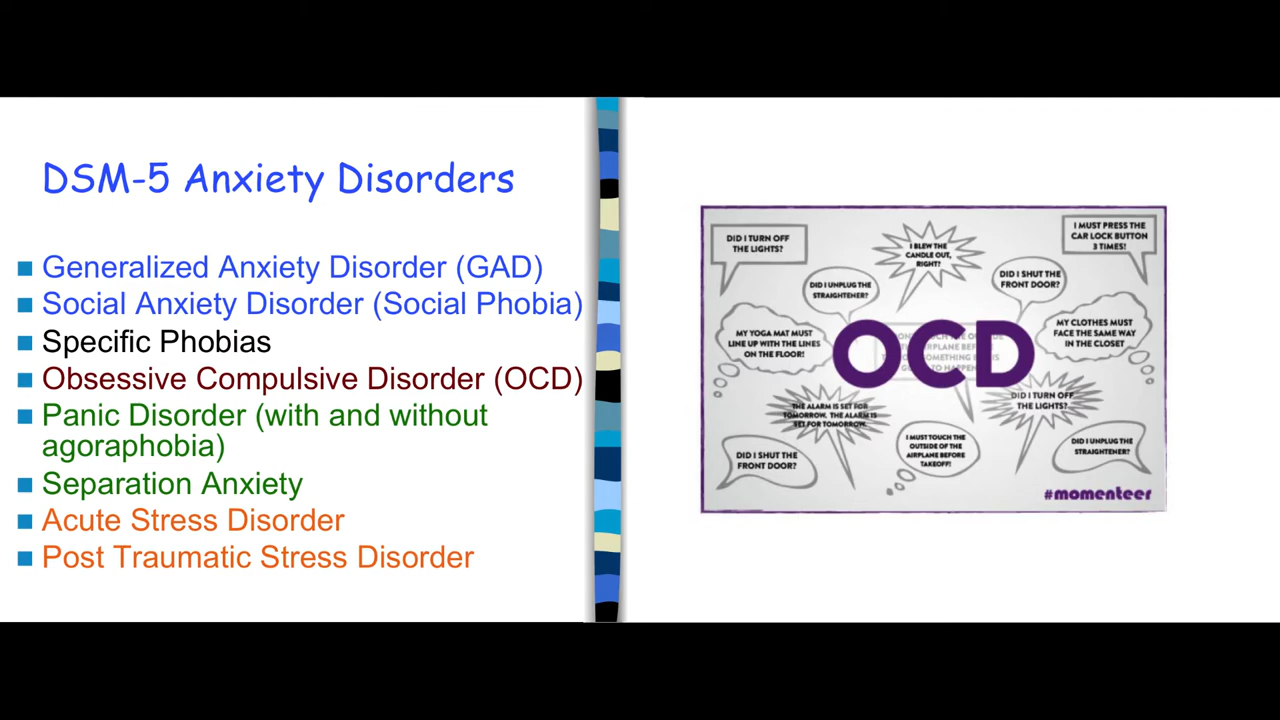 DSM-5 Anxiety Disorders
Generalized Anxiety Disorder (GAD)
Social Anxiety Disorder (Social Phobia)
Specific Phobias
Obsessive Compulsive Disorder (OCD)
Panic Disorder (with and without
agoraphobia)
Separation Anxiety
Acute Stress Disorder
Post Traumatic Stress Disorder
DID I TURN OFF
THE LIGHTS?
I BLEW THE
CANDLE OUT,
RIGHT?
I MUST PRESS THE
CAR LOCK BUTTON
3 TIMES!
DID I UNPLUG THE
STRAIGHTENER?
DID I SHUT THE
FRONT DOOR?
MY YOGA MAT MUST
LINE UP WITH THE LINES
ON THE FLOOR!
OCD
MY CLOTHES MUST
FACE THE SAME WAY
IN THE CLOSET
THE ALARM IS SET FOR
TOMORROW. THE ALARM IS
SET FOR TOMORROW.
DID I TURN OFF
THE LIGHTS?
DID I SHUT THE
FRONT DOOR?
I MUST TOUCH THE
OUTSIDE OF THE
AIRPLANE BEFORE
TAKEOFF!
DID I UNPLUG THE
STRAIGHTENER?
#momenteer